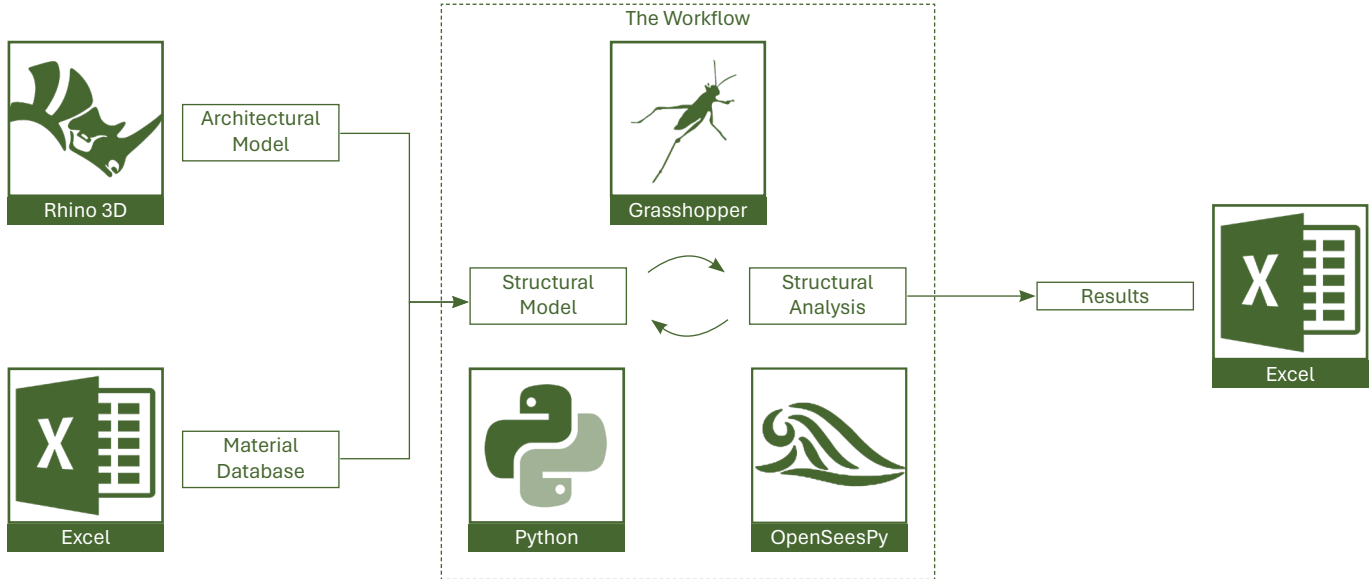 The Workflow
Rhino 3D
Architectural
Model
Grasshopper
Structural
Model
Structural
Analysis
Results
X
Excel
X
Excel
Material
Database
Python
OpenSeesPy